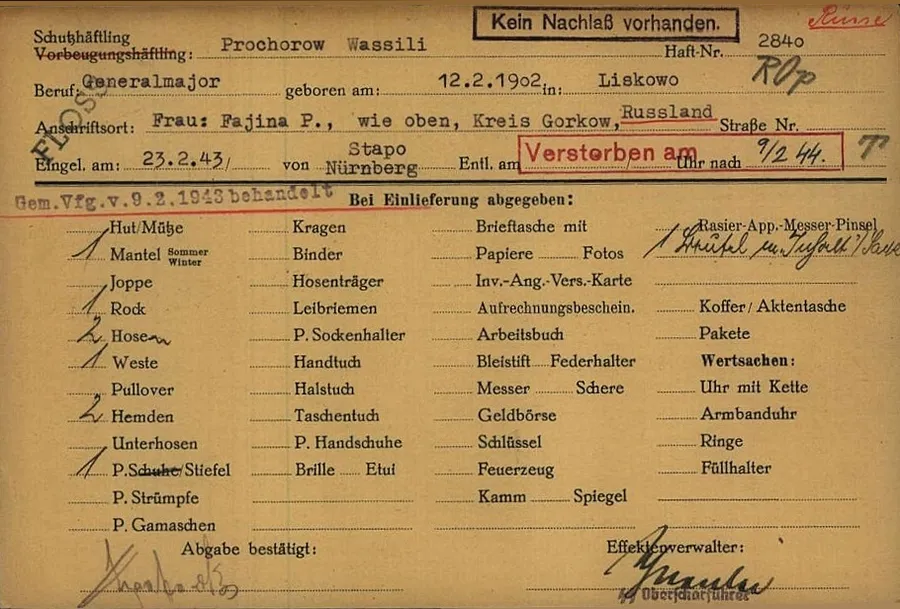 Kein Nachlaß vorhanden.
Russe
Schutzhäftling
Vorbeugungshäftling: Prochorow Wassili Haft-Nr. 2840
Beruf: Generalmajor geboren am: 12.2.1902 in: Liskowo
FLOSS
Anschriftsort: Frau: Fajina P., wie oben, Kreis Gorkow, Russland Straße Nr.
Eingel. am: 23.2.43/ von Stapo Nürnberg Entl. am Uhr nach
Versterben am 9/2 44. T
Gem.Vfg.v.9.2.1943 behandelt
Bei Einlieferung abgegeben:
Hut/Mütze Kragen Brieftasche mit Rasier-App.-Messer-Pinsel
1 Mantel Sommer Winter Binder Papiere Fotos 1 Beutel m. Inhalt
Joppe Hosenträger Inv.-Ang.-Vers.-Karte
1 Rock Leibriemen Aufrechnungsbeschein. Koffer/Aktentasche
2 Hosen P. Sockenhalter Arbeitsbuch Pakete
1 Weste Handtuch Bleistift Federhalter Wertsachen:
Pullover Halstuch Messer Schere Uhr mit Kette
2 Hemden Taschentuch Geldbörse Armbanduhr
Unterhosen P. Handschuhe Schlüssel Ringe
1 P. Schuhe/Stiefel Brille Etui Feuerzeug Füllhalter
P. Strümpfe Kamm Spiegel
P. Gamaschen
Abgabe bestätigt: Effektenverwalter:
Oberscharführer